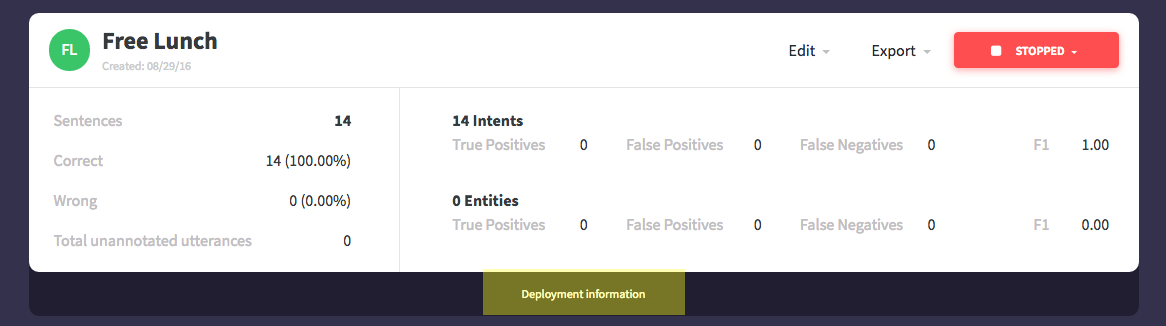 FL
Free Lunch
Created: 08/29/16
Edit
Export
STOPPED
Sentences 14
Correct 14 (100.00%)
Wrong 0 (0.00%)
Total unannotated utterances 0
14 Intents
True Positives 0 False Positives 0 False Negatives 0 F1 1.00
0 Entities
True Positives 0 False Positives 0 False Negatives 0 F1 0.00
Deployment information